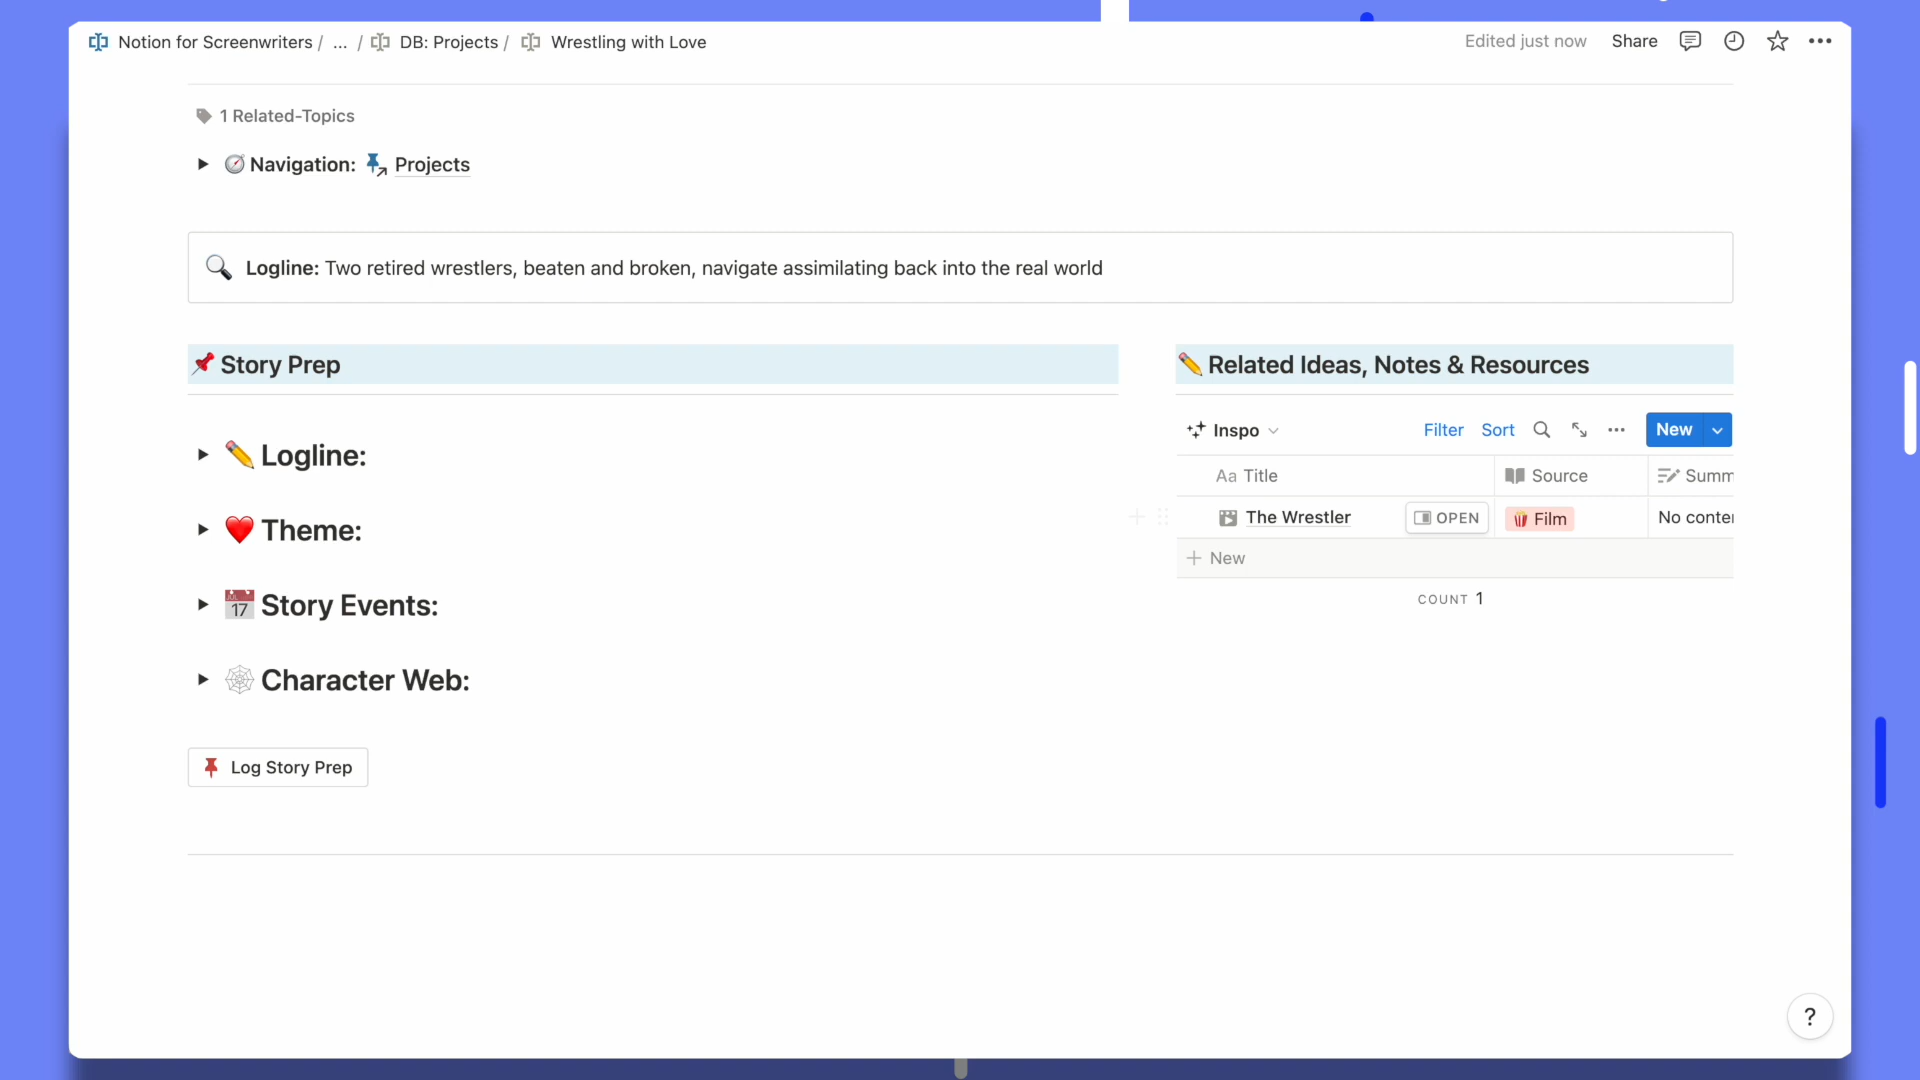 Notion for Screenwriters / ... / DB: Projects / Wrestling with Love
Edited just now Share
1 Related-Topics
Navigation: Projects
Logline: Two retired wrestlers, beaten and broken, navigate assimilating back into the real world
Story Prep
Logline:
Theme:
17 Story Events:
Character Web:
Log Story Prep
Related Ideas, Notes & Resources
Inspo Filter Sort New
Aa Title Source Summ
The Wrestler OPEN Film No conte
New
COUNT 1
?